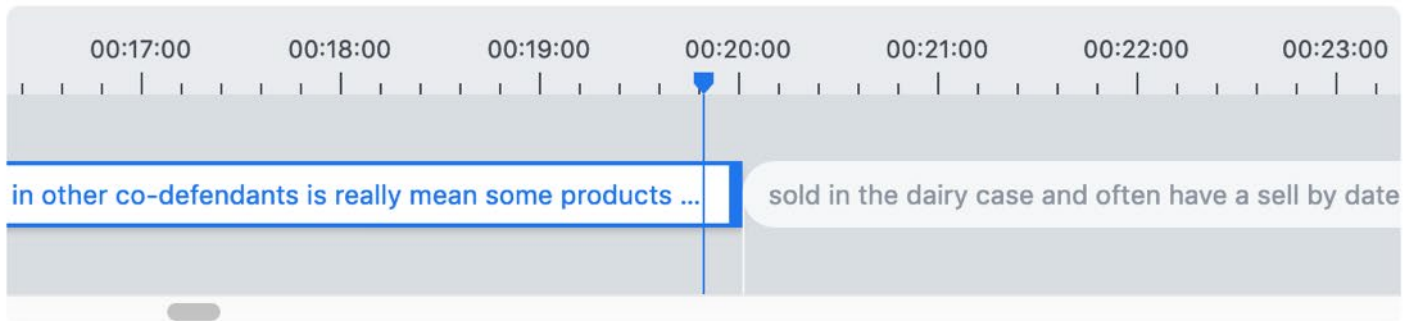 00:17:00 00:18:00 00:19:00 00:20:00 00:21:00 00:22:00 00:23:00
in other co-defendants is really mean some products ... sold in the dairy case and often have a sell by date